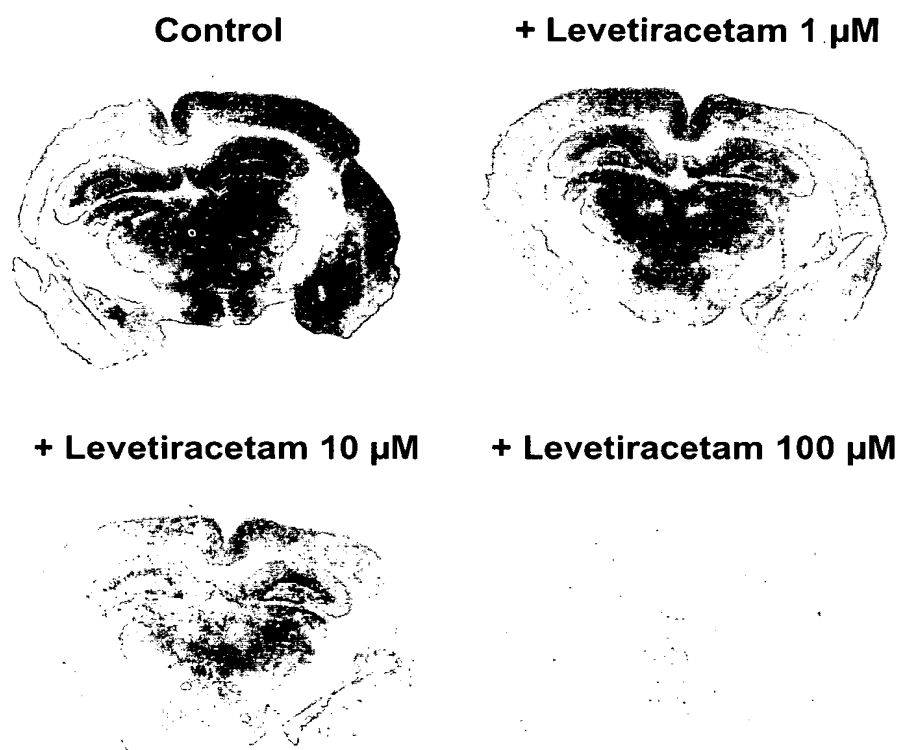 Control
+ Levetiracetam 1 µM
+ Levetiracetam 10 µM
+ Levetiracetam 100 µM